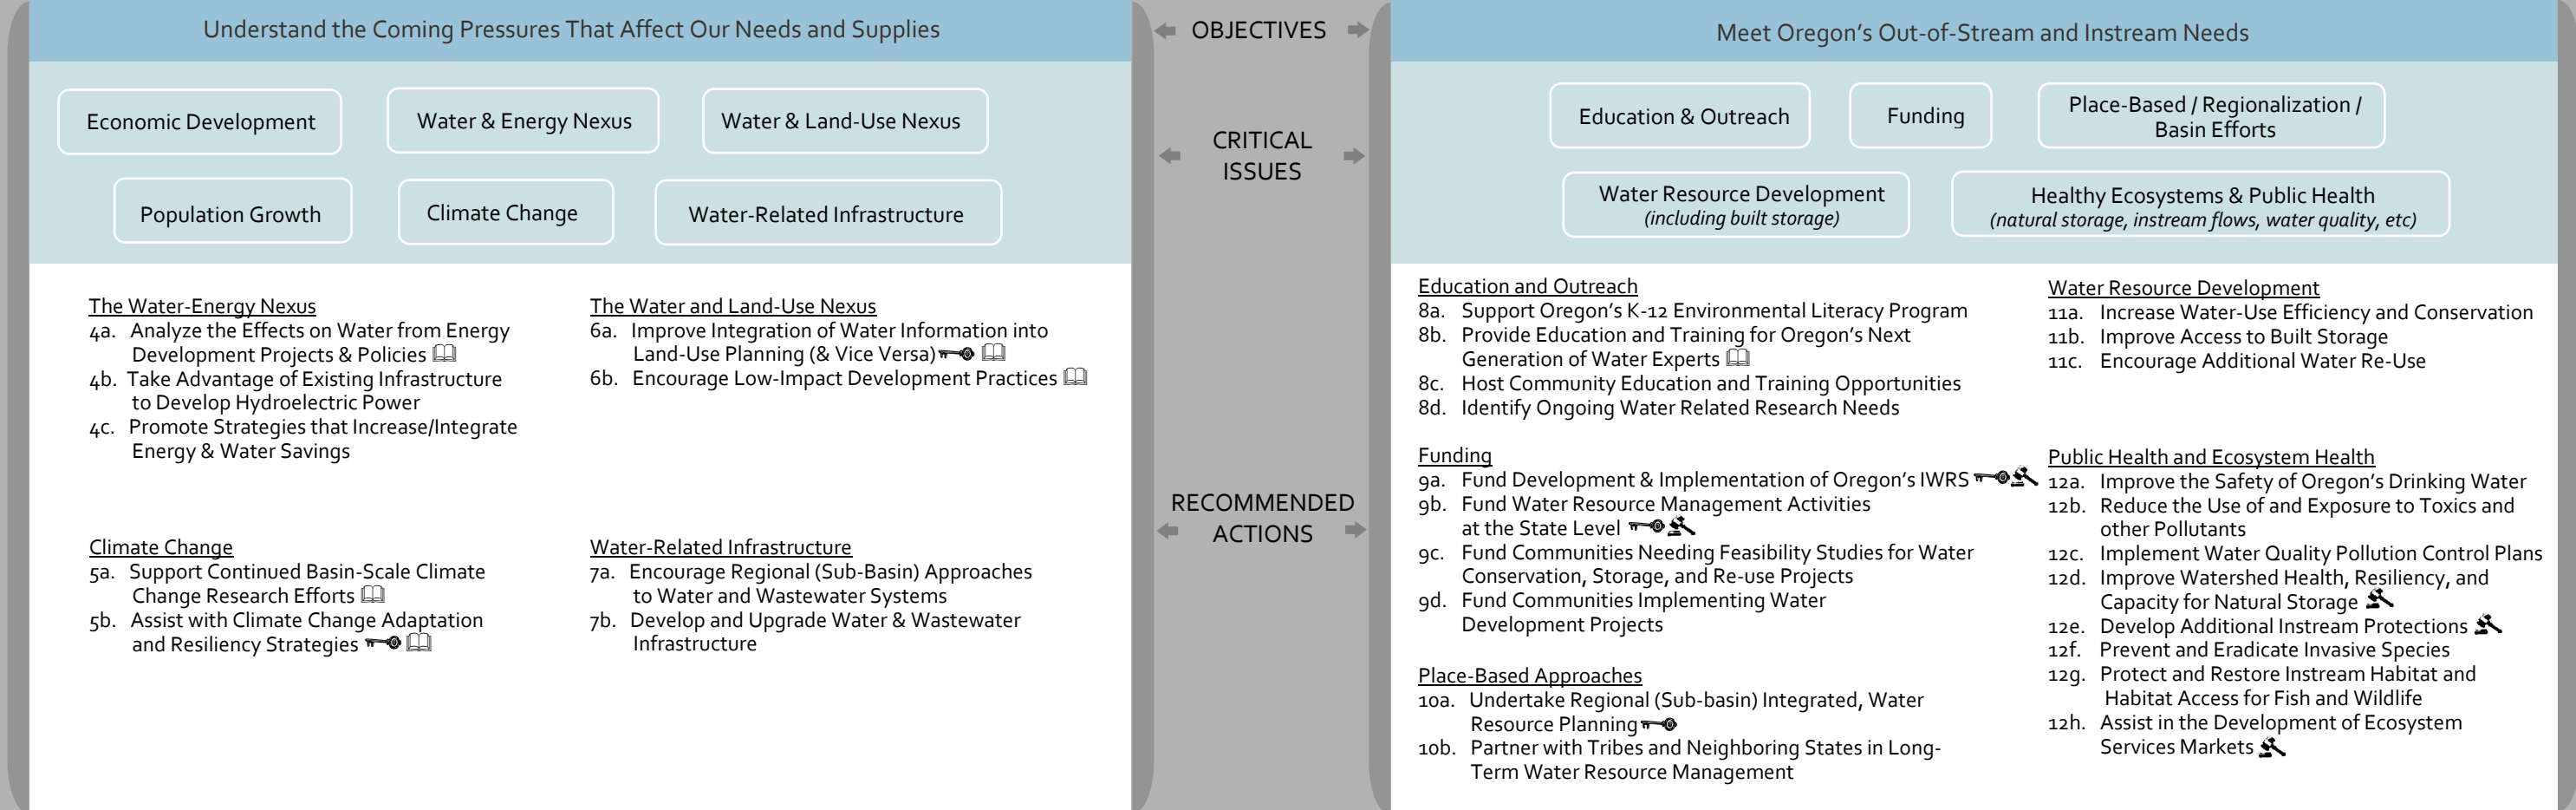 Understand the Coming Pressures That Affect Our Needs and Supplies
Economic Development
Water & Energy Nexus
Water & Land-Use Nexus
Population Growth
Climate Change
Water-Related Infrastructure
The Water-Energy Nexus
4a. Analyze the Effects on Water from Energy
Development Projects & Policies
4b. Take Advantage of Existing Infrastructure
to Develop Hydroelectric Power
4c. Promote Strategies that Increase/Integrate
Energy & Water Savings
Climate Change
5a. Support Continued Basin-Scale Climate
Change Research Efforts
5b. Assist with Climate Change Adaptation
and Resiliency Strategies
The Water and Land-Use Nexus
6a. Improve Integration of Water Information into
Land-Use Planning (& Vice Versa)
6b. Encourage Low-Impact Development Practices
Water-Related Infrastructure
7a. Encourage Regional (Sub-Basin) Approaches
to Water and Wastewater Systems
7b. Develop and Upgrade Water & Wastewater
Infrastructure
OBJECTIVES
CRITICAL
ISSUES
RECOMMENDED
ACTIONS
Meet Oregon's Out-of-Stream and Instream Needs
Education & Outreach
Funding
Place-Based / Regionalization /
Basin Efforts
Water Resource Development
(including built storage)
Healthy Ecosystems & Public Health
(natural storage, instream flows, water quality, etc)
Education and Outreach
8a. Support Oregon's K-12 Environmental Literacy Program
8b. Provide Education and Training for Oregon's Next
Generation of Water Experts
8c. Host Community Education and Training Opportunities
8d. Identify Ongoing Water Related Research Needs
Funding
9a. Fund Development & Implementation of Oregon's IWRS
9b. Fund Water Resource Management Activities
at the State Level
9c. Fund Communities Needing Feasibility Studies for Water
Conservation, Storage, and Re-use Projects
9d. Fund Communities Implementing Water
Development Projects
Place-Based Approaches
10a. Undertake Regional (Sub-basin) Integrated, Water
Resource Planning
10b. Partner with Tribes and Neighboring States in Long-
Term Water Resource Management
Water Resource Development
11a. Increase Water-Use Efficiency and Conservation
11b. Improve Access to Built Storage
11c. Encourage Additional Water Re-Use
Public Health and Ecosystem Health
12a. Improve the Safety of Oregon's Drinking Water
12b. Reduce the Use of and Exposure to Toxics and
other Pollutants
12c. Implement Water Quality Pollution Control Plans
12d. Improve Watershed Health, Resiliency, and
Capacity for Natural Storage
12e. Develop Additional Instream Protections
12f. Prevent and Eradicate Invasive Species
12g. Protect and Restore Instream Habitat and
Habitat Access for Fish and Wildlife
12h. Assist in the Development of Ecosystem
Services Markets